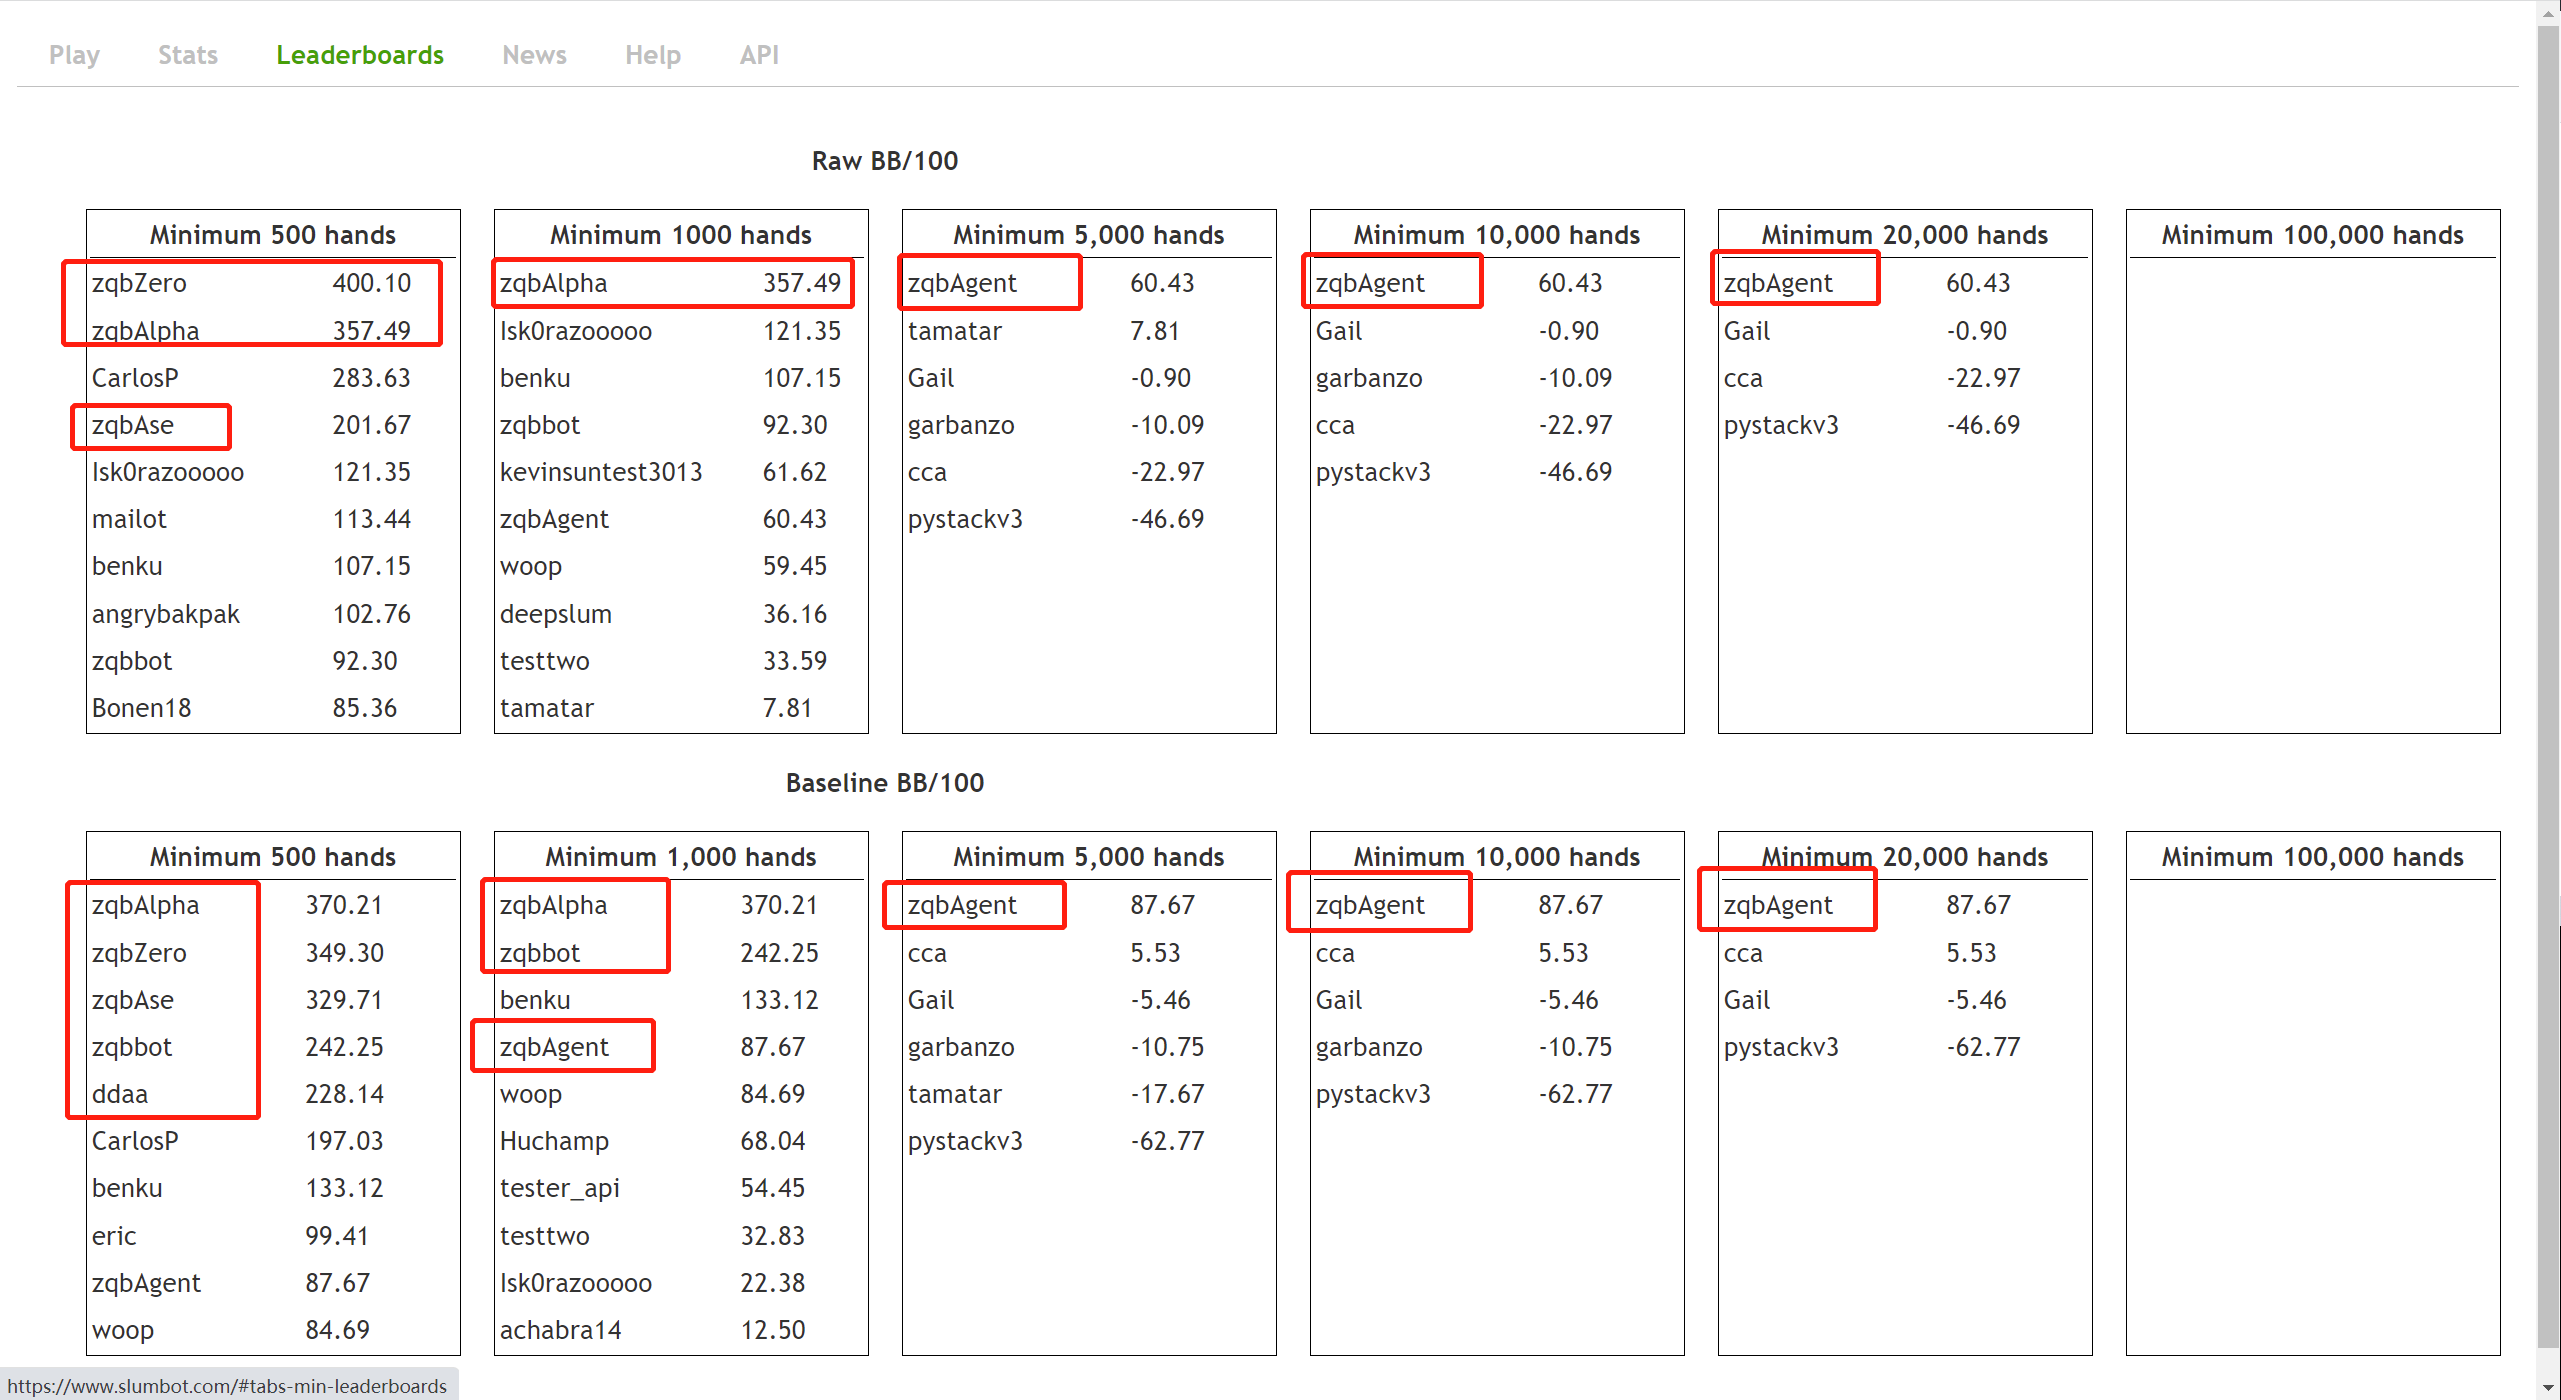 Play Stats Leaderboards News Help API
Raw BB/100
Minimum 500 hands
zqbZero 400.10
zqbAlpha 357.49
CarlosP 283.63
zqbAse 201.67
lsk0razooooo 121.35
mailot 113.44
benku 107.15
angrybakpak 102.76
zqbbot 92.30
Bonen18 85.36
Minimum 1000 hands
zqbAlpha 357.49
lsk0razooooo 121.35
benku 107.15
zqbbot 92.30
kevinsuntest3013 61.62
zqbAgent 60.43
woop 59.45
deepslum 36.16
testtwo 33.59
tamatar 7.81
Minimum 5,000 hands
zqbAgent 60.43
tamatar 7.81
Gail -0.90
garbanzo -10.09
cca -22.97
pystackv3 -46.69
Minimum 10,000 hands
zqbAgent 60.43
Gail -0.90
garbanzo -10.09
cca -22.97
pystackv3 -46.69
Minimum 20,000 hands
zqbAgent 60.43
Gail -0.90
cca -22.97
pystackv3 -46.69
Minimum 100,000 hands
Baseline BB/100
Minimum 500 hands
zqbAlpha 370.21
zqbZero 349.30
zqbAse 329.71
zqbbot 242.25
ddaa 228.14
CarlosP 197.03
benku 133.12
eric 99.41
zqbAgent 87.67
woop 84.69
Minimum 1,000 hands
zqbAlpha 370.21
zqbbot 242.25
benku 133.12
zqbAgent 87.67
woop 84.69
Huchamp 68.04
tester_api 54.45
testtwo 32.83
lsk0razooooo 22.38
achabra14 12.50
Minimum 5,000 hands
zqbAgent 87.67
cca 5.53
Gail -5.46
garbanzo -10.75
tamatar -17.67
pystackv3 -62.77
Minimum 10,000 hands
zqbAgent 87.67
cca 5.53
Gail -5.46
garbanzo -10.75
pystackv3 -62.77
Minimum 20,000 hands
zqbAgent 87.67
cca 5.53
Gail -5.46
pystackv3 -62.77
Minimum 100,000 hands
https://www.slumbot.com/#tabs-min-leaderboards